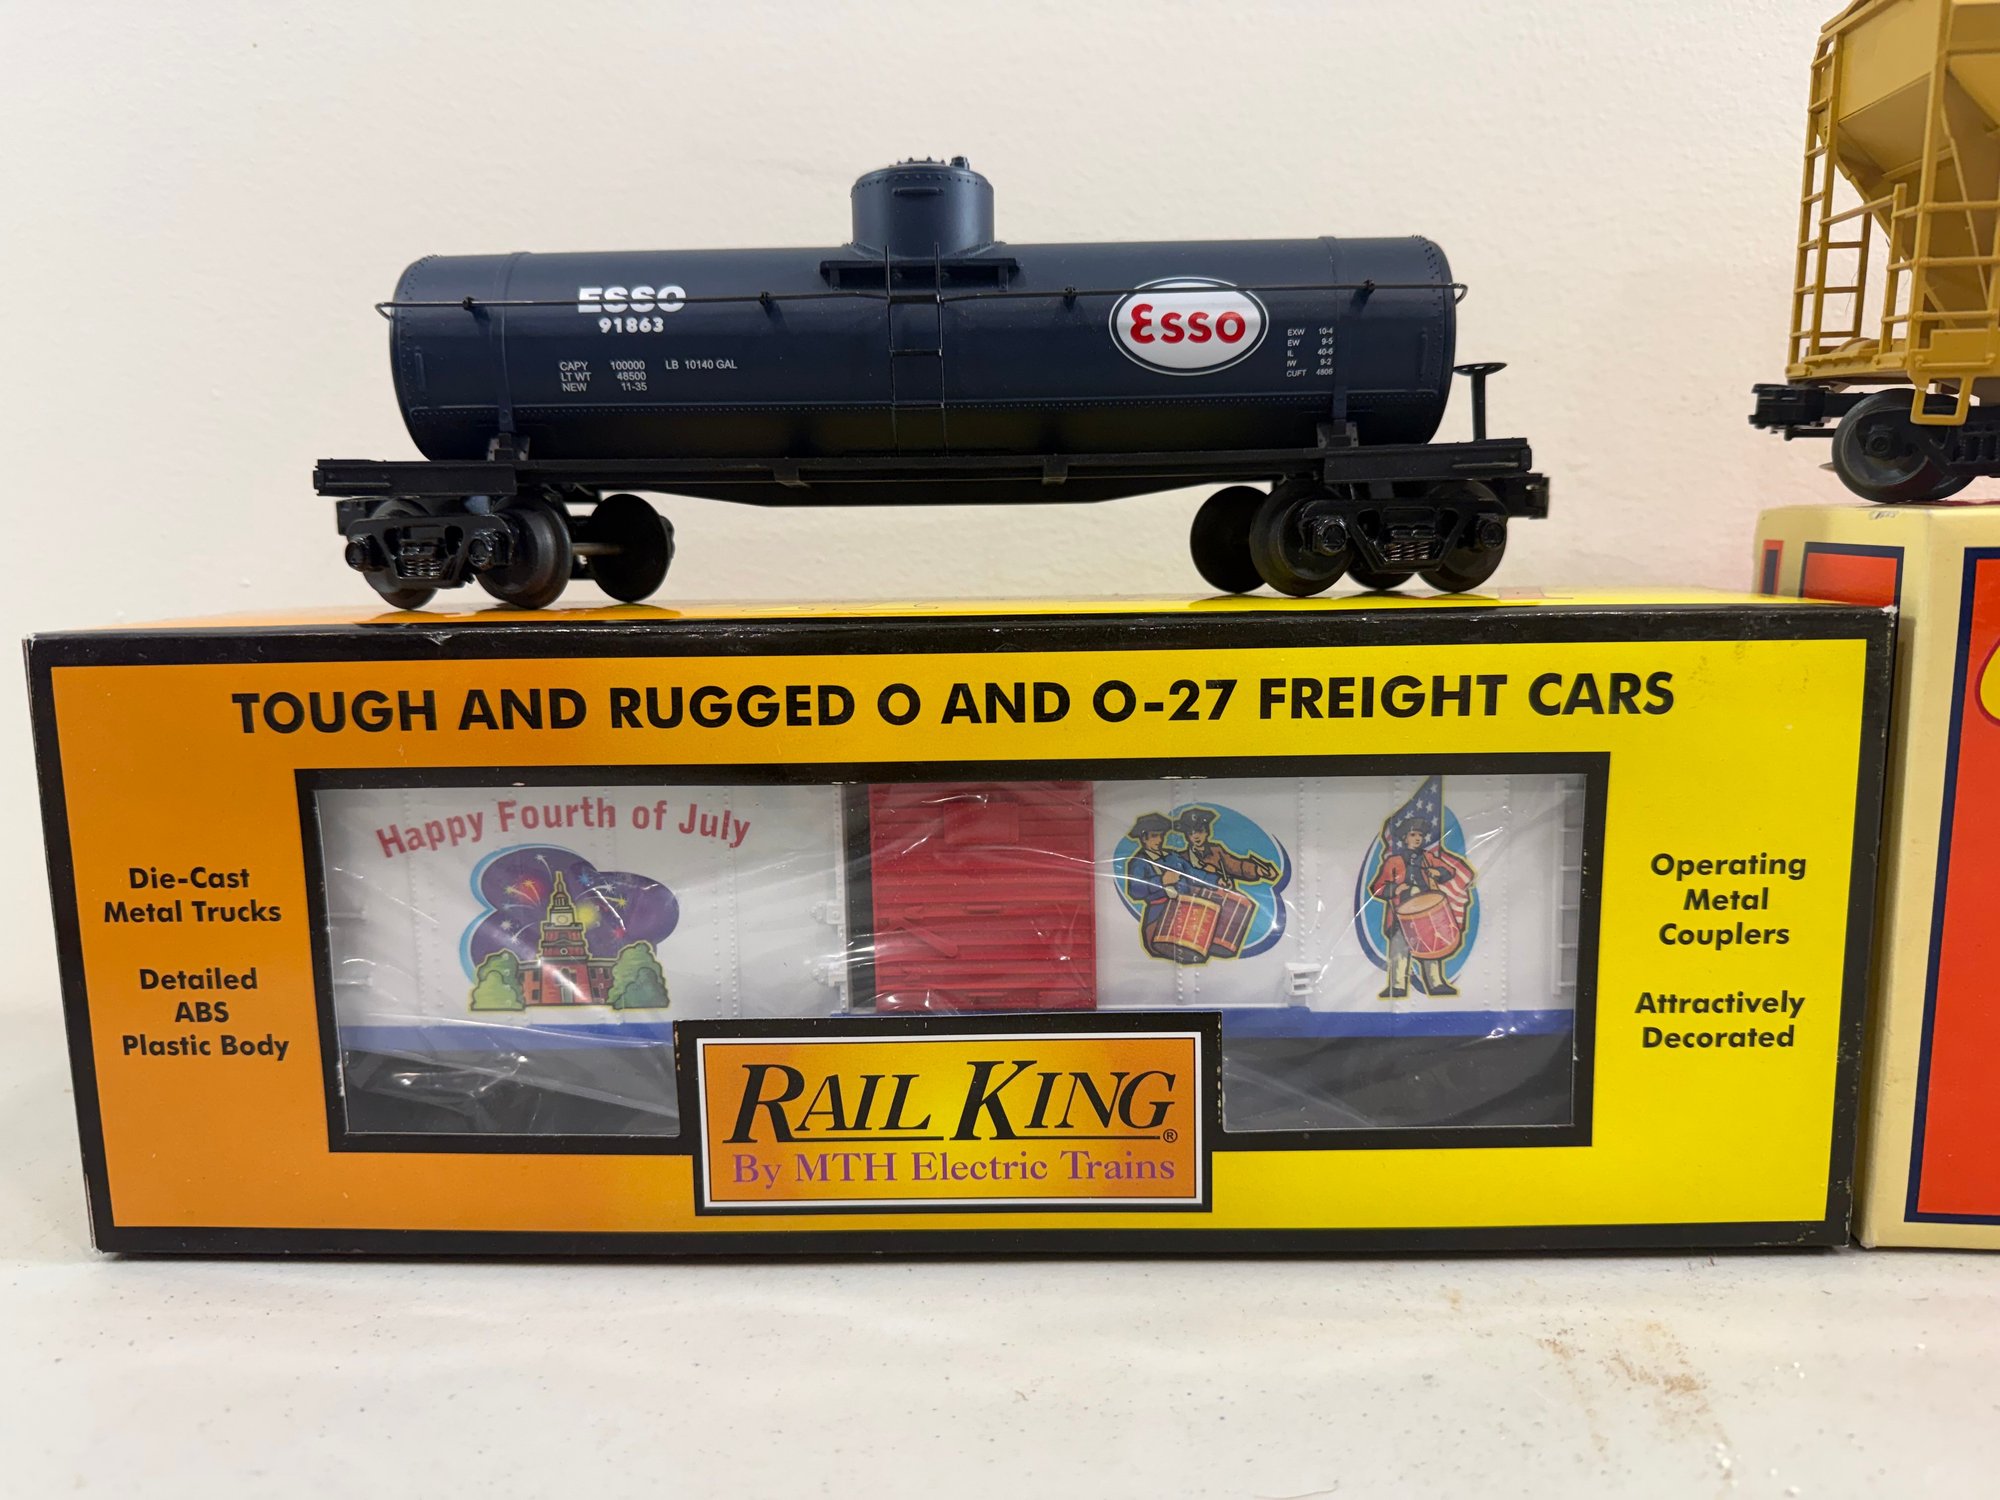 ESSO
91863
CAPY 100000 LB 10140 GAL
LT WT 48500
NEW 11-35
Esso
EXW 10-4
EW 9-5
IL 40-6
IW 9-2
CUFT 4806
TOUGH AND RUGGED O AND O-27 FREIGHT CARS
Die-Cast
Metal Trucks
Detailed
ABS
Plastic Body
Happy Fourth of July
Operating
Metal
Couplers
Attractively
Decorated
RAIL KING®
By MTH Electric Trains